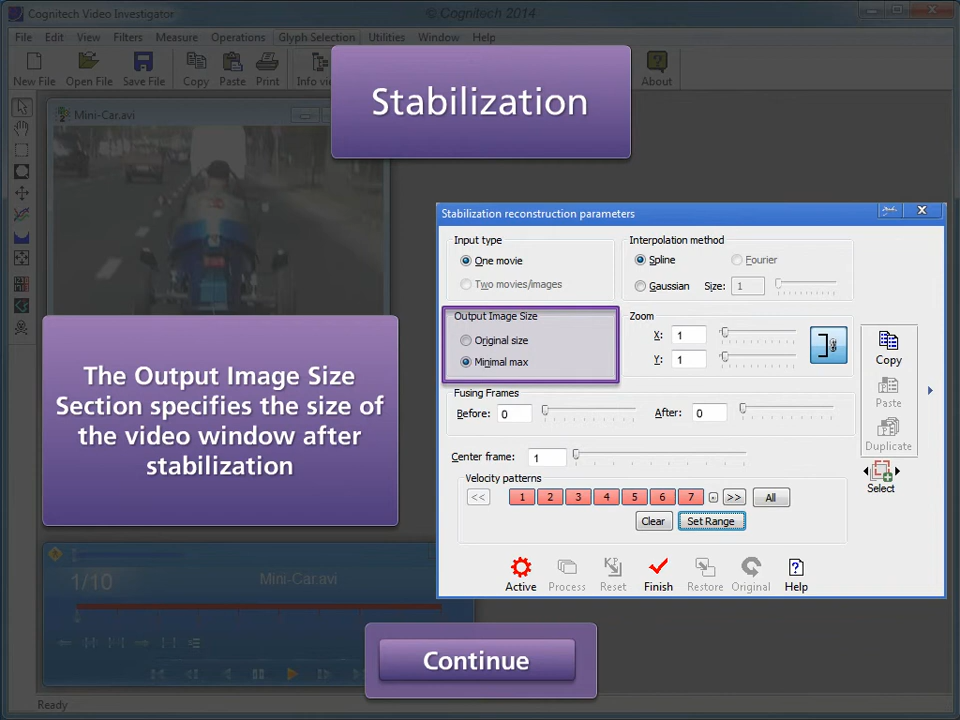 Cognitech Video Investigator
© Cognitech 2014
File Edit View Filters Measure Operations Glyph Selection Utilities Window Help
New File Open File Save File Copy Paste Print About
Stabilization
Mini-Car.avi
Stabilization reconstruction parameters
Input type
One movie
Two movies/images
Interpolation method
Spline Fourier
Gaussian Size: 1
Output Image Size
Original size
Minimal max
Zoom
X: 1
Y: 1
Copy
Paste
Duplicate
Select
The Output Image Size
Section specifies the size of
the video window after
stabilization
Fusing Frames
Before: 0 After: 0
Center frame: 1
Velocity patterns
<< 1 2 3 4 5 6 7 . >> All
Clear Set Range
Active Process Reset Finish Restore Original Help
1/10 Mini-Car.avi
Continue
Ready